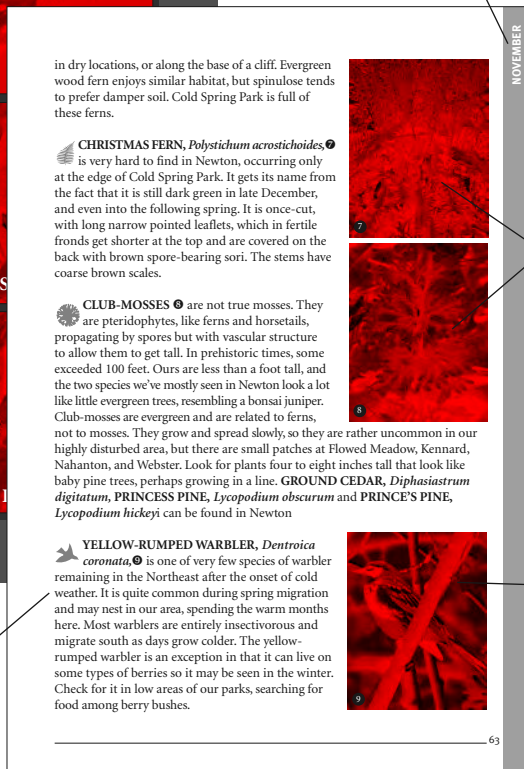 NOVEMBER
in dry locations, or along the base of a cliff. Evergreen
wood fern enjoys similar habitat, but spinulose tends
to prefer damper soil. Cold Spring Park is full of
these ferns.
CHRISTMAS FERN, Polystichum acrostichoides,❼
is very hard to find in Newton, occurring only
at the edge of Cold Spring Park. It gets its name from
the fact that it is still dark green in late December,
and even into the following spring. It is once-cut,
with long narrow pointed leaflets, which in fertile
fronds get shorter at the top and are covered on the
back with brown spore-bearing sori. The stems have
coarse brown scales.
7
CLUB-MOSSES ❽ are not true mosses. They
are pteridophytes, like ferns and horsetails,
propagating by spores but with vascular structure
to allow them to get tall. In prehistoric times, some
exceeded 100 feet. Ours are less than a foot tall, and
the two species we’ve mostly seen in Newton look a lot
like little evergreen trees, resembling a bonsai juniper.
Club-mosses are evergreen and are related to ferns,
not to mosses. They grow and spread slowly, so they are rather uncommon in our
highly disturbed area, but there are small patches at Flowed Meadow, Kennard,
Nahanton, and Webster. Look for plants four to eight inches tall that look like
baby pine trees, perhaps growing in a line. GROUND CEDAR, Diphasiastrum
digitatum, PRINCESS PINE, Lycopodium obscurum and PRINCE’S PINE,
Lycopodium hickeyi can be found in Newton
8
YELLOW-RUMPED WARBLER, Dentroica
coronata,❾ is one of very few species of warbler
remaining in the Northeast after the onset of cold
weather. It is quite common during spring migration
and may nest in our area, spending the warm months
here. Most warblers are entirely insectivorous and
migrate south as days grow colder. The yellow-
rumped warbler is an exception in that it can live on
some types of berries so it may be seen in the winter.
Check for it in low areas of our parks, searching for
food among berry bushes.
9
63